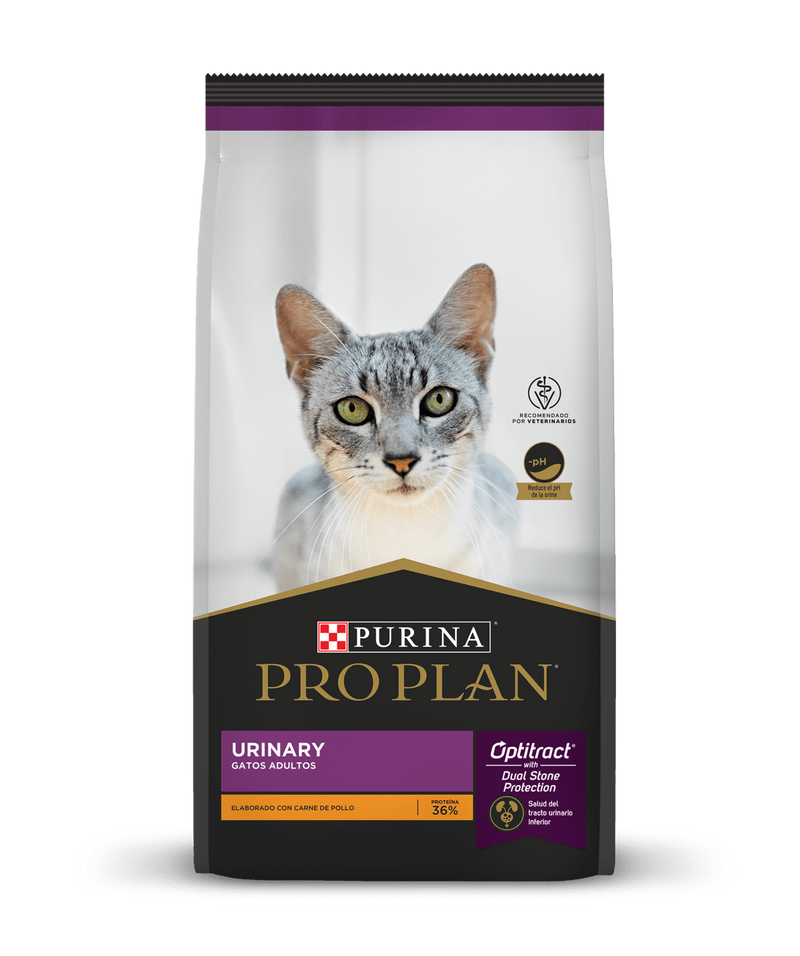 RECOMENDADO
POR VETERINARIOS
-pH
Reduce el pH
de la orina
PURINA®
PRO PLAN®
URINARY
GATOS ADULTOS
ELABORADO CON CARNE DE POLLO
PROTEÍNA
36%
Optitract®
with
Dual Stone
Protection
Salud del
tracto urinario
inferior